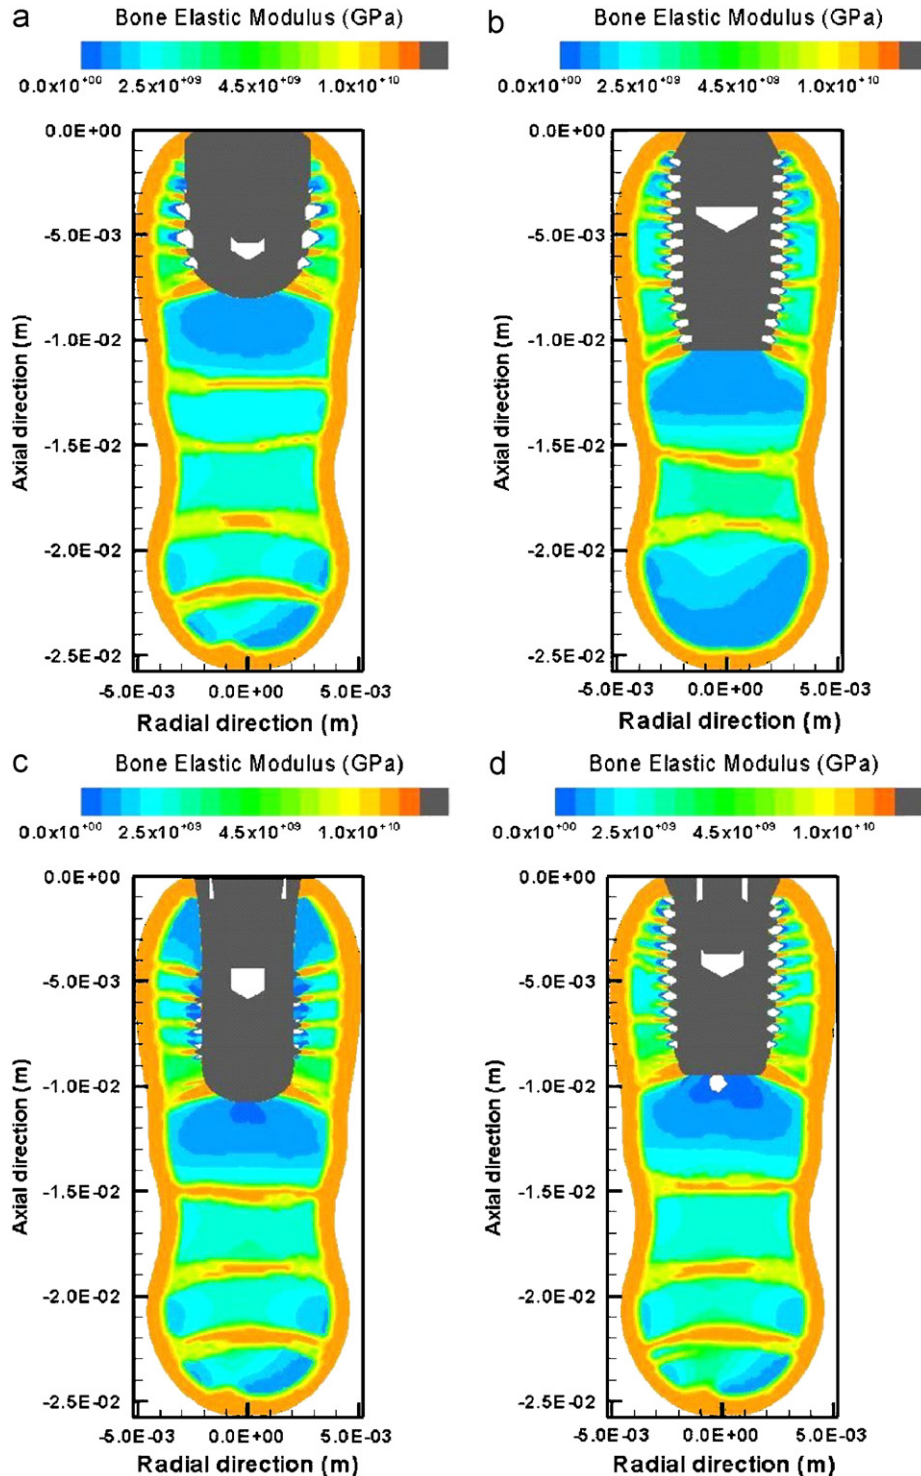 a
Bone Elastic Modulus (GPa)
0.0x10⁺⁰⁰ 2.5x10⁺⁰⁹ 4.5x10⁺⁰⁹ 1.0x10⁺¹⁰
0.0E+00
-5.0E-03
-1.0E-02
-1.5E-02
-2.0E-02
-2.5E-02
Axial direction (m)
-5.0E-03 0.0E+00 5.0E-03
Radial direction (m)
b
Bone Elastic Modulus (GPa)
0.0x10⁺⁰⁰ 2.5x10⁺⁰⁹ 4.5x10⁺⁰⁹ 1.0x10⁺¹⁰
0.0E+00
-5.0E-03
-1.0E-02
-1.5E-02
-2.0E-02
-2.5E-02
Axial direction (m)
-5.0E-03 0.0E+00 5.0E-03
Radial direction (m)
c
Bone Elastic Modulus (GPa)
0.0x10⁺⁰⁰ 2.5x10⁺⁰⁹ 4.5x10⁺⁰⁹ 1.0x10⁺¹⁰
0.0E+00
-5.0E-03
-1.0E-02
-1.5E-02
-2.0E-02
-2.5E-02
Axial direction (m)
-5.0E-03 0.0E+00 5.0E-03
Radial direction (m)
d
Bone Elastic Modulus (GPa)
0.0x10⁺⁰⁰ 2.5x10⁺⁰⁹ 4.5x10⁺⁰⁹ 1.0x10⁺¹⁰
0.0E+00
-5.0E-03
-1.0E-02
-1.5E-02
-2.0E-02
-2.5E-02
Axial direction (m)
-5.0E-03 0.0E+00 5.0E-03
Radial direction (m)